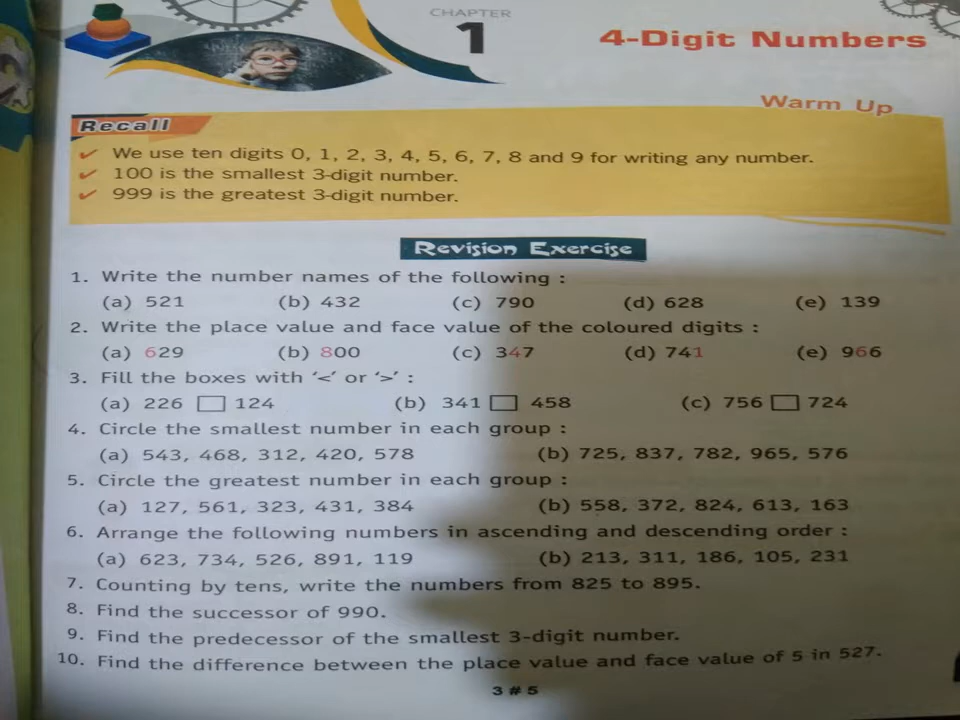 CHAPTER
1
4-Digit Numbers
Warm Up
Recall
✓ We use ten digits 0, 1, 2, 3, 4, 5, 6, 7, 8 and 9 for writing any number.
✓ 100 is the smallest 3-digit number.
✓ 999 is the greatest 3-digit number.
Revision Exercise
1. Write the number names of the following :
(a) 521 (b) 432 (c) 790 (d) 628 (e) 139
2. Write the place value and face value of the coloured digits :
(a) 629 (b) 800 (c) 347 (d) 741 (e) 966
3. Fill the boxes with ‘<’ or ‘>’ :
(a) 226 □ 124 (b) 341 □ 458 (c) 756 □ 724
4. Circle the smallest number in each group :
(a) 543, 468, 312, 420, 578 (b) 725, 837, 782, 965, 576
5. Circle the greatest number in each group :
(a) 127, 561, 323, 431, 384 (b) 558, 372, 824, 613, 163
6. Arrange the following numbers in ascending and descending order :
(a) 623, 734, 526, 891, 119 (b) 213, 311, 186, 105, 231
7. Counting by tens, write the numbers from 825 to 895.
8. Find the successor of 990.
9. Find the predecessor of the smallest 3-digit number.
10. Find the difference between the place value and face value of 5 in 527.
3 # 5